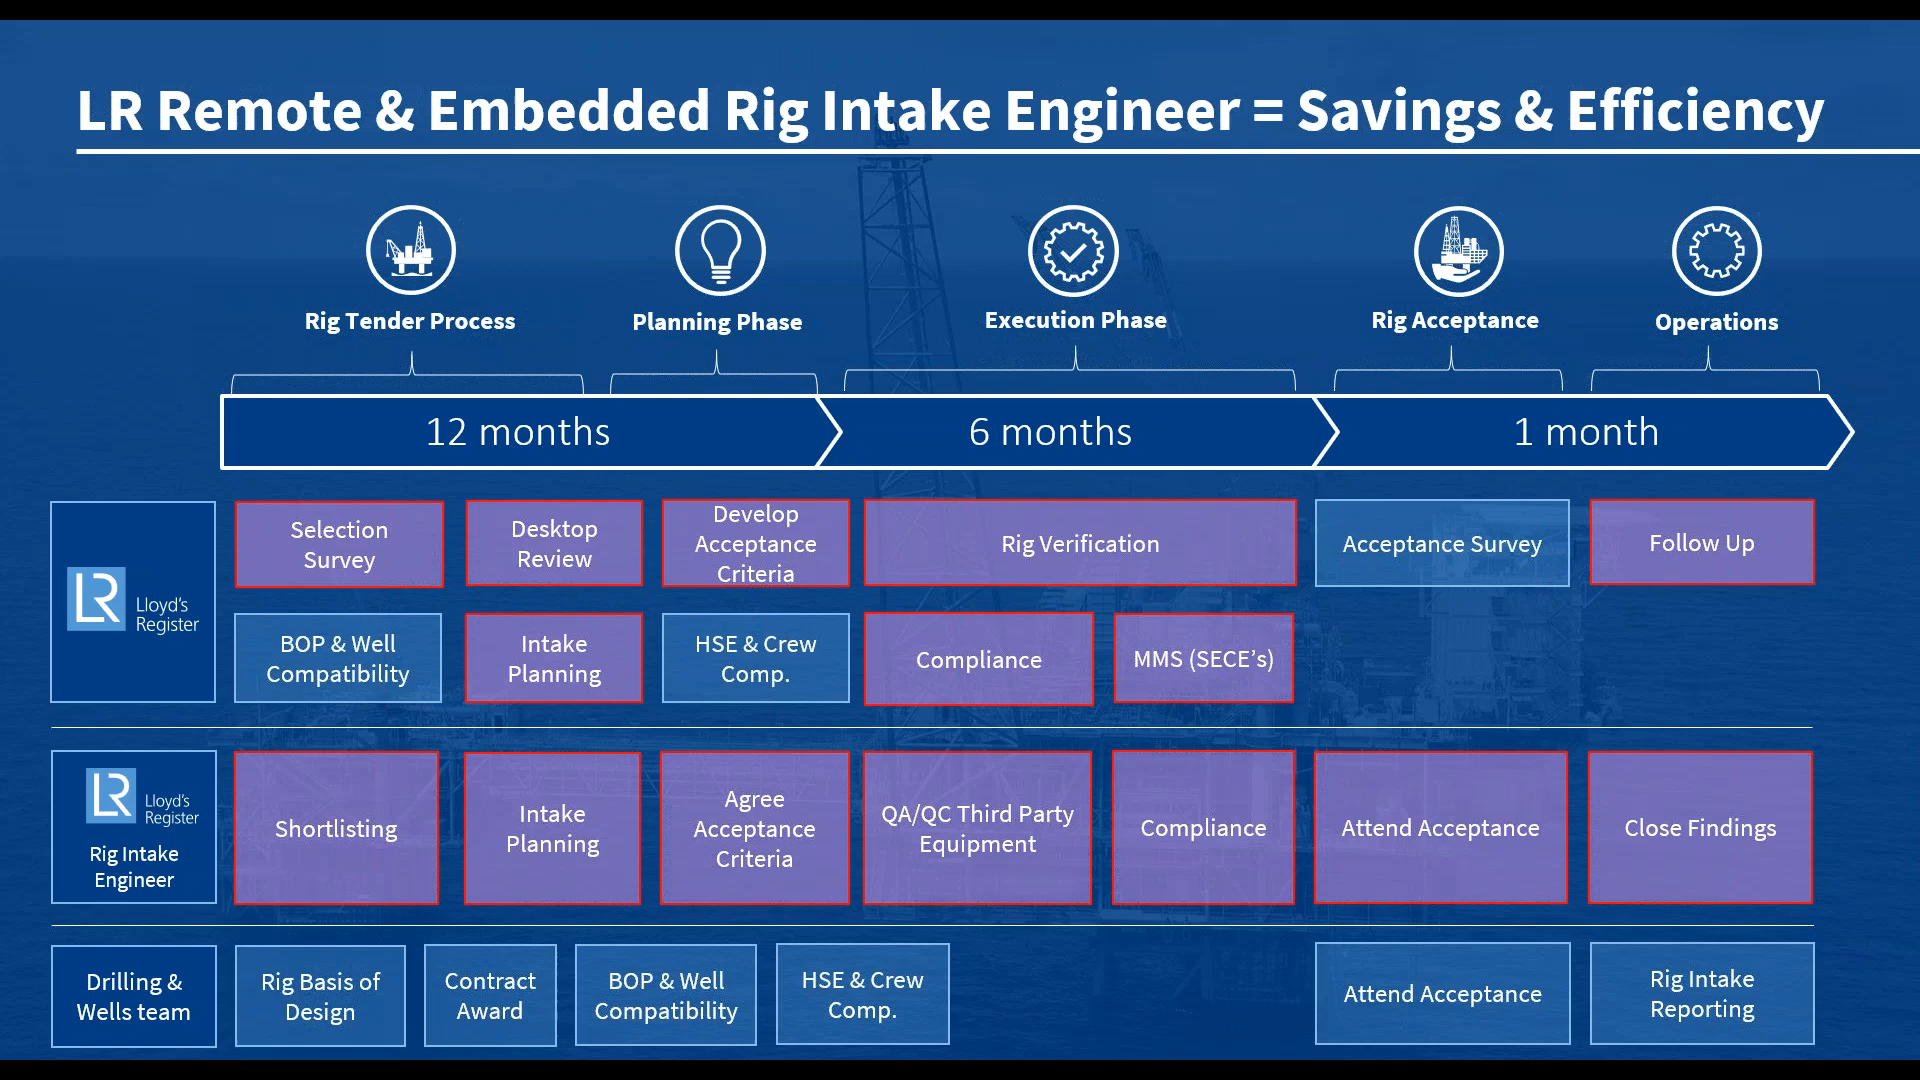 LR Remote & Embedded Rig Intake Engineer = Savings & Efficiency
Rig Tender Process
Planning Phase
Execution Phase
Rig Acceptance
Operations
12 months
6 months
1 month
LR
Lloyd's
Register
Selection
Survey
Desktop
Review
Develop
Acceptance
Criteria
Rig Verification
Acceptance Survey
Follow Up
BOP & Well
Compatibility
Intake
Planning
HSE & Crew
Comp.
Compliance
MMS (SECE’s)
LR
Lloyd's
Register
Rig Intake
Engineer
Shortlisting
Intake
Planning
Agree
Acceptance
Criteria
QA/QC Third Party
Equipment
Compliance
Attend Acceptance
Close Findings
Drilling &
Wells team
Rig Basis of
Design
Contract
Award
BOP & Well
Compatibility
HSE & Crew
Comp.
Attend Acceptance
Rig Intake
Reporting